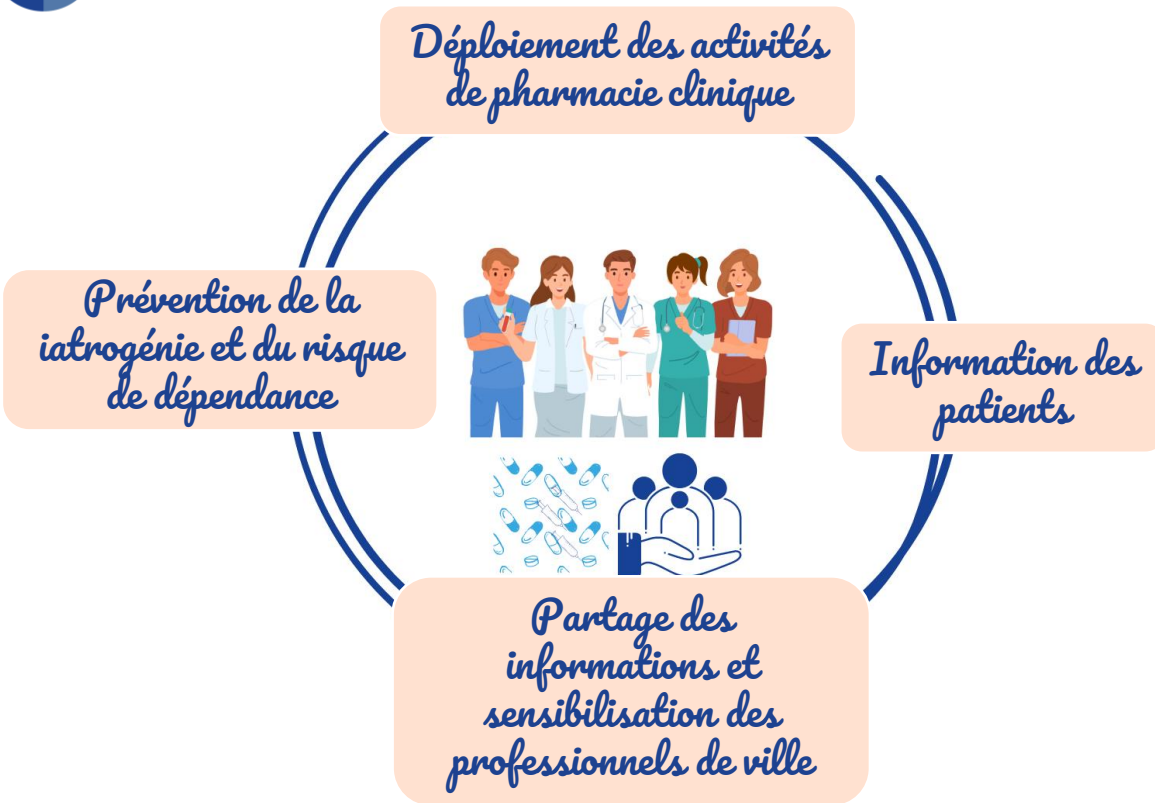 Déploiement des activités
de pharmacie clinique
Prévention de la
iatrogénie et du risque
de dépendance
Information des
patients
Partage des
informations et
sensibilisation des
professionnels de ville